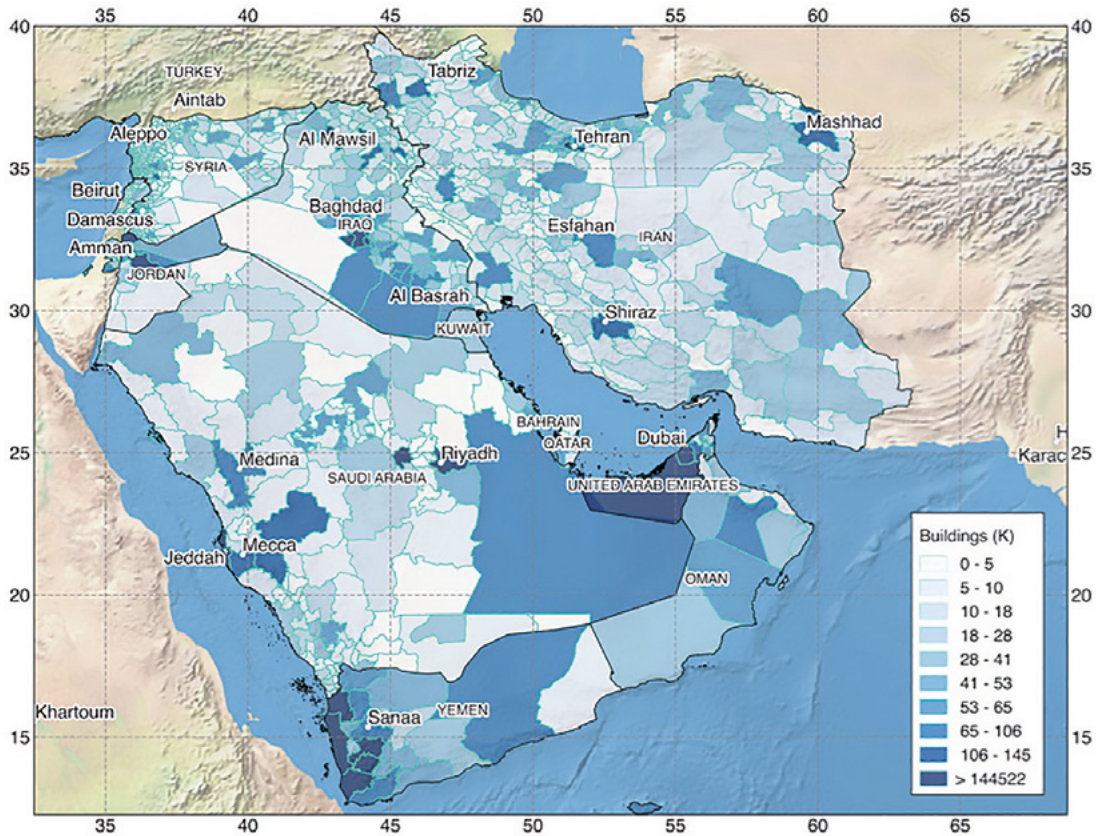 35 40 45 50 55 60 65
40 40
TURKEY
Tabriz
Aintab
Aleppo
Al Mawsil
Tehran
Mashhad
35 35
SYRIA
Beirut
Baghdad
Damascus
IRAQ
Esfahan
IRAN
Amman
JORDAN
Al Basrah
30 30
Shiraz
KUWAIT
BAHRAIN
QATAR
Dubai
H
25 25
Medina
Riyadh
Karac
SAUDI ARABIA
UNITED ARAB EMIRATES
Jeddah
Mecca
OMAN
20 20
Khartoum
Sanaa
YEMEN
15 15
Buildings (K)
0 - 5
5 - 10
10 - 18
18 - 28
28 - 41
41 - 53
53 - 65
65 - 106
106 - 145
> 144522
35 40 45 50 55 60 65